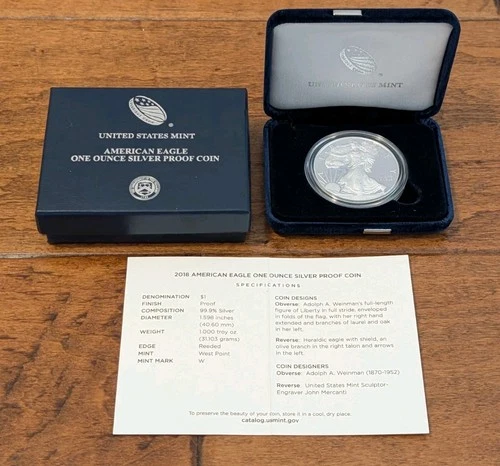 UNITED STATES MINT
AMERICAN EAGLE
ONE OUNCE SILVER PROOF COIN
UNITED STATES MINT
2018 AMERICAN EAGLE ONE OUNCE SILVER PROOF COIN
SPECIFICATIONS
DENOMINATION $1
FINISH Proof
COMPOSITION 99.9% Silver
DIAMETER 1.598 inches
(40.60 mm)
WEIGHT 1.000 troy oz
(31.103 grams)
EDGE Reeded
MINT West Point
MINT MARK W
COIN DESIGNS
Obverse: Adolph A. Weinman's full-length
figure of Liberty in full stride, enveloped
in folds of the flag, with her right hand
extended and branches of laurel and oak
in her left.
Reverse: Heraldic eagle with shield, an
olive branch in the right talon and arrows
in the left.
COIN DESIGNERS
Obverse: Adolph A. Weinman (1870-1952)
Reverse: United States Mint Sculptor-
Engraver John Mercanti
To preserve the beauty of your coin, store it in a cool, dry place.
catalog.usmint.gov